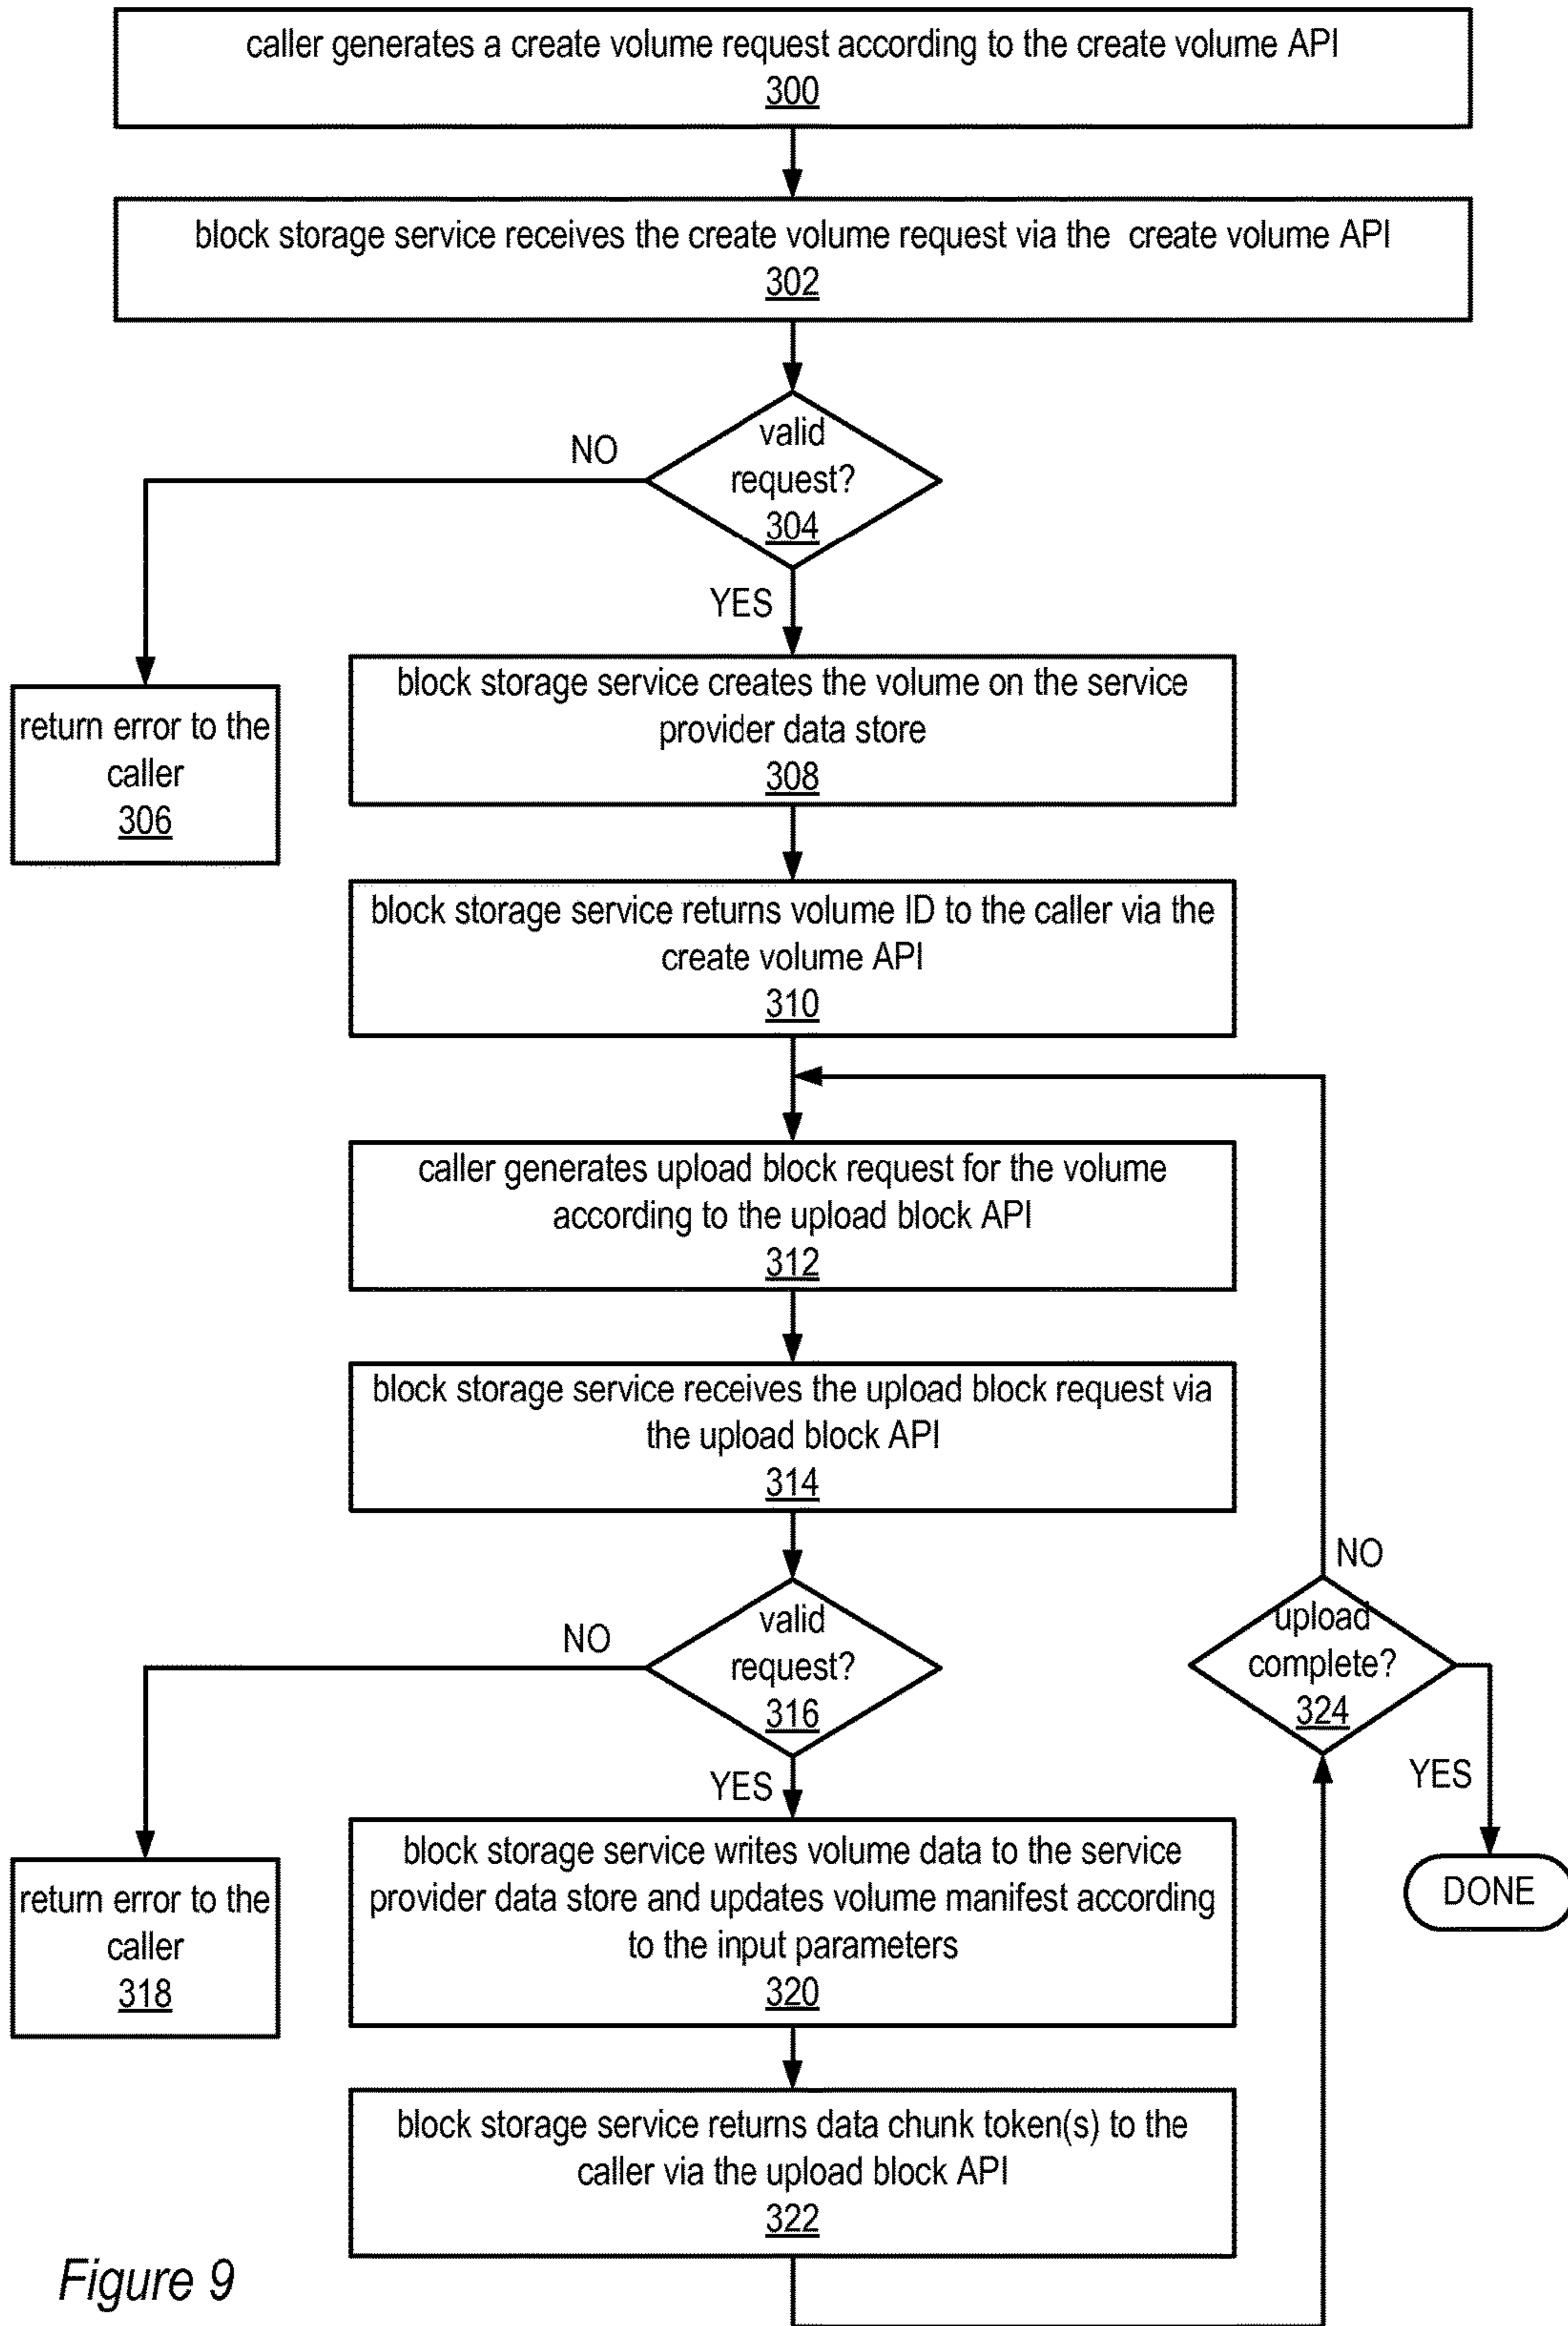 caller generates a create volume request according to the create volume API
300
block storage service receives the create volume request via the create volume API
302
valid
request?
304
NO
YES
return error to the
caller
306
block storage service creates the volume on the service
provider data store
308
block storage service returns volume ID to the caller via the
create volume API
310
caller generates upload block request for the volume
according to the upload block API
312
block storage service receives the upload block request via
the upload block API
314
valid
request?
316
NO
YES
return error to the
caller
318
block storage service writes volume data to the service
provider data store and updates volume manifest according
to the input parameters
320
block storage service returns data chunk token(s) to the
caller via the upload block API
322
NO
upload
complete?
324
YES
DONE
Figure 9